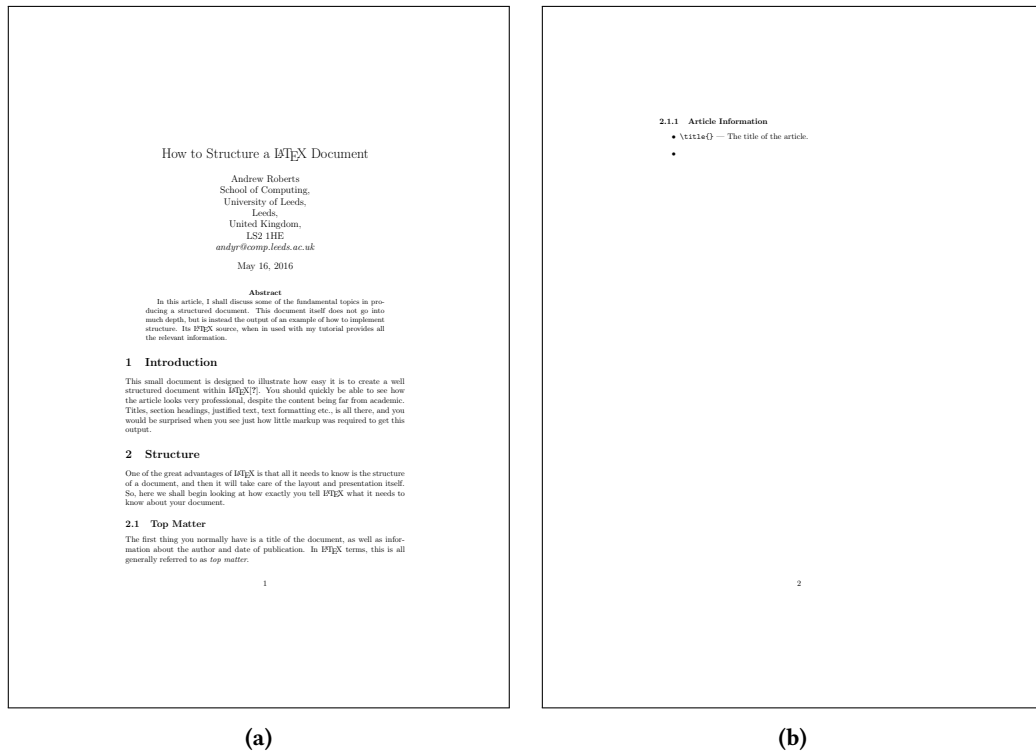 How to Structure a LATEX Document
Andrew Roberts
School of Computing,
University of Leeds,
Leeds,
United Kingdom,
LS2 1HE
andyr@comp.leeds.ac.uk
May 16, 2016
Abstract
In this article, I shall discuss some of the fundamental topics in pro-
ducing a structured document. This document itself does not go into
much depth, but is instead the output of an example of how to implement
structure. Its LATEX source, when in used with my tutorial provides all
the relevant information.
1 Introduction
This small document is designed to illustrate how easy it is to create a well
structured document within LATEX[?]. You should quickly be able to see how
the article looks very professional, despite the content being far from academic.
Titles, section headings, justified text, text formatting etc., is all there, and you
would be surprised when you see just how little markup was required to get this
output.
2 Structure
One of the great advantages of LATEX is that all it needs to know is the structure
of a document, and then it will take care of the layout and presentation itself.
So, here we shall begin looking at how exactly you tell LATEX what it needs to
know about your document.
2.1 Top Matter
The first thing you normally have is a title of the document, as well as infor-
mation about the author and date of publication. In LATEX terms, this is all
generally referred to as top matter.
1
(a)
2.1.1 Article Information
• \title{} — The title of the article.
•
2
(b)